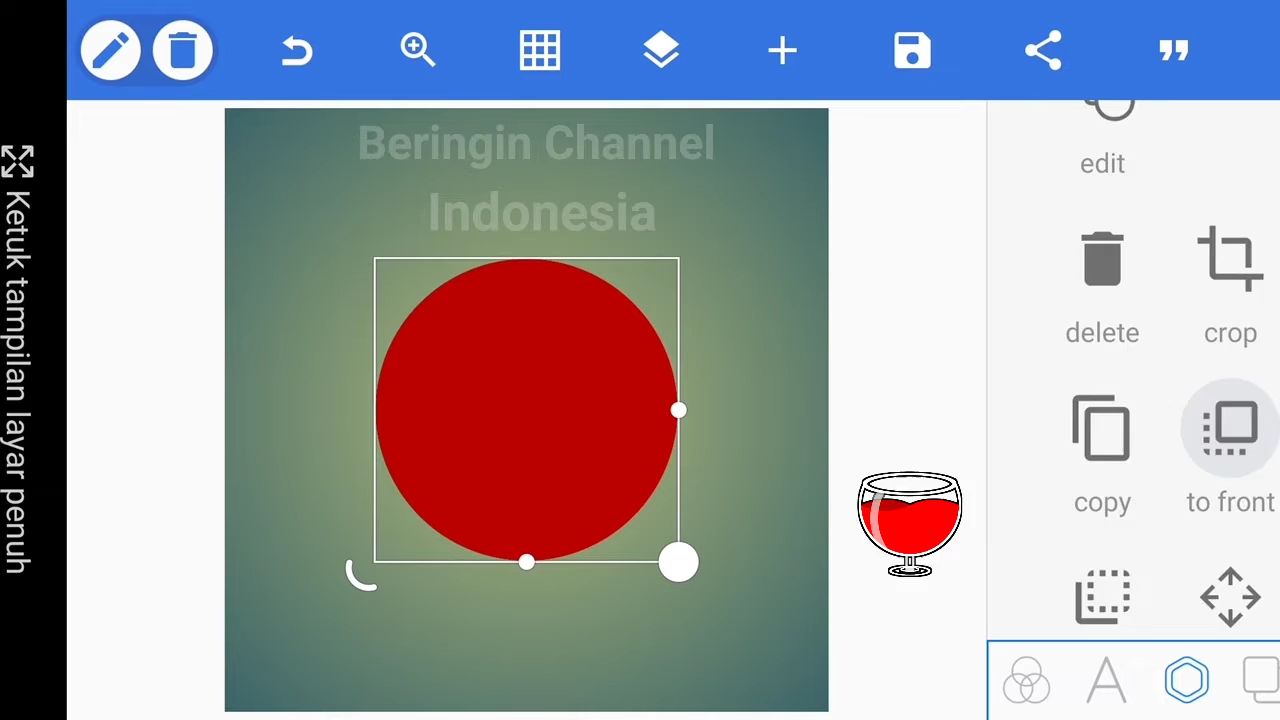 Ketuk tampilan layar penuh
Beringin Channel
Indonesia
edit
delete
crop
copy
to front